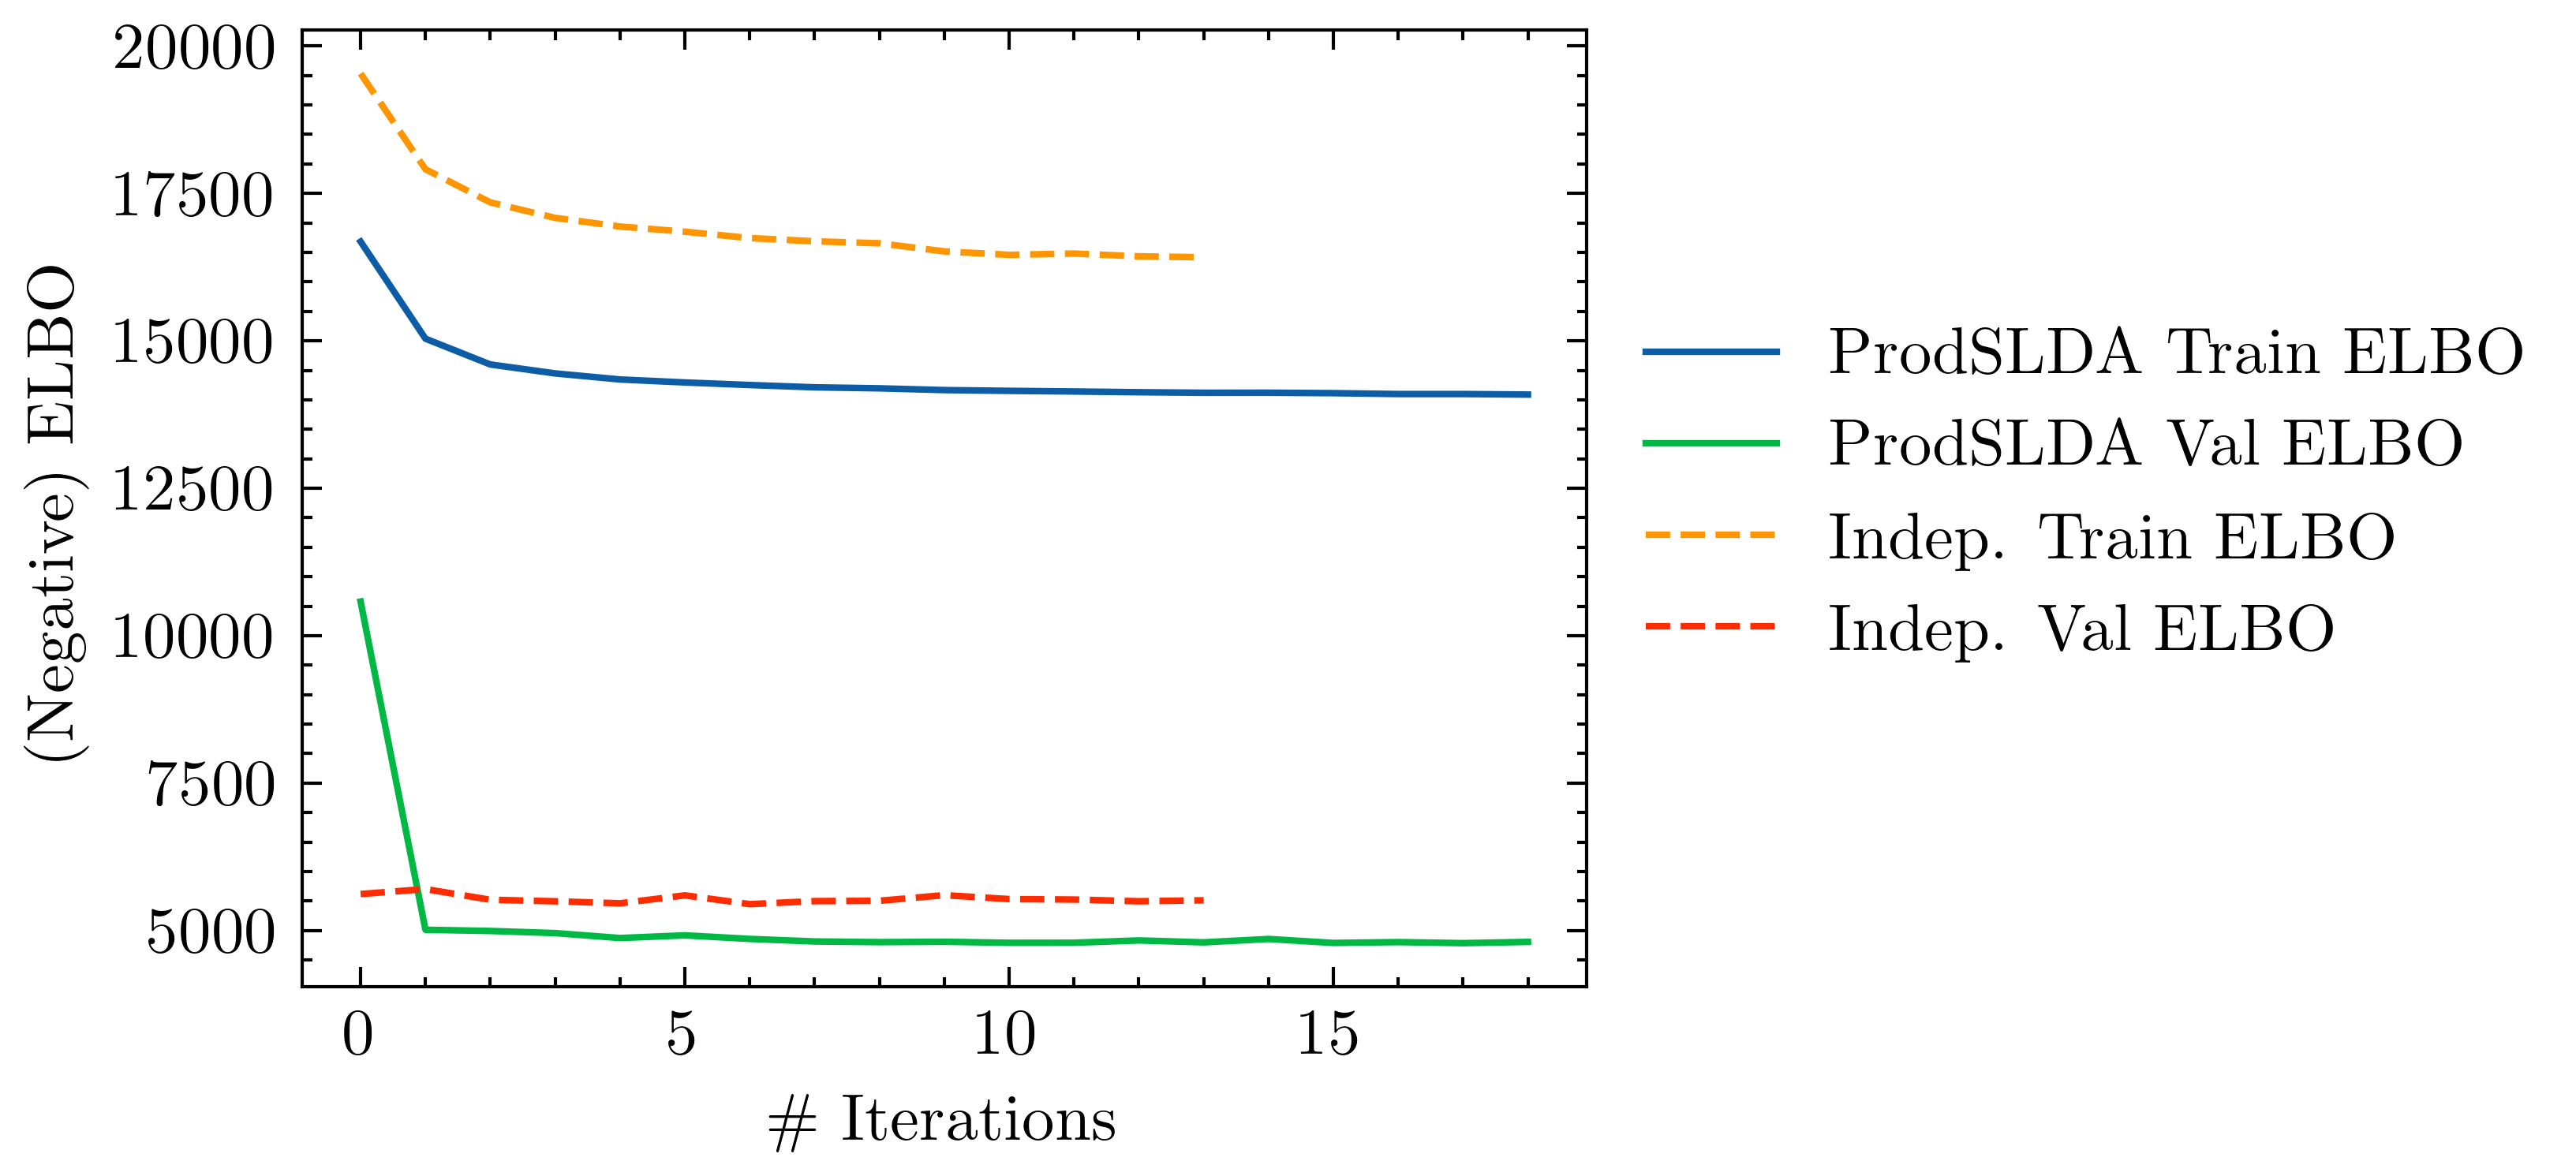 (Negative) ELBO
20000
17500
15000
12500
10000
7500
5000
0 5 10 15
# Iterations
ProdSLDA Train ELBO
ProdSLDA Val ELBO
Indep. Train ELBO
Indep. Val ELBO